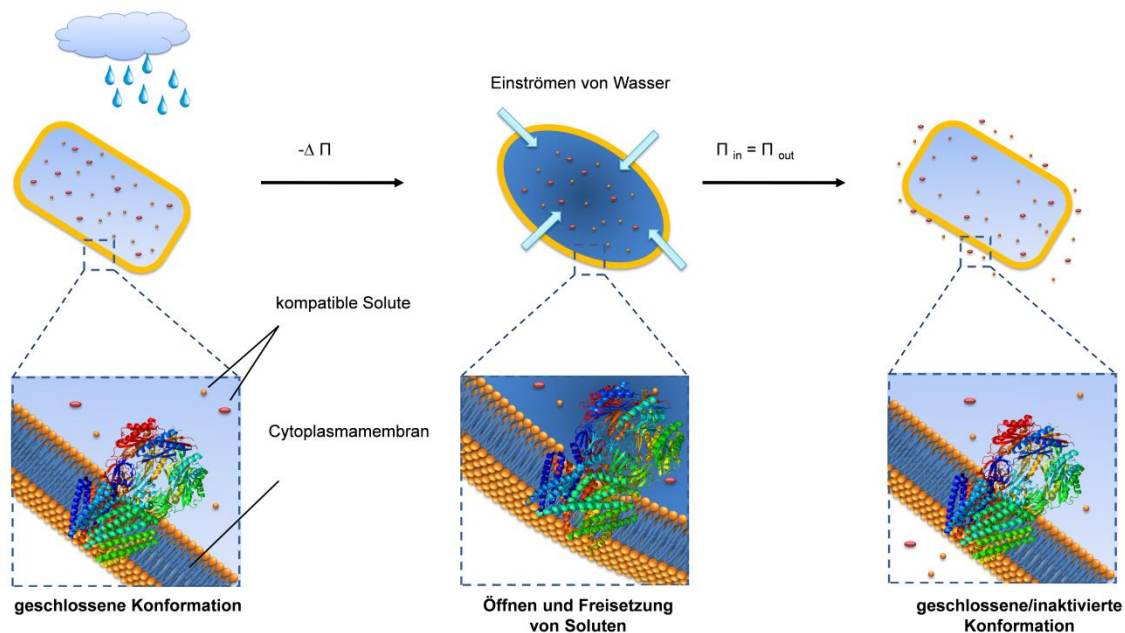 Einströmen von Wasser
-Δ Π
Π in = Π out
kompatible Solute
Cytoplasmamembran
geschlossene Konformation
Öffnen und Freisetzung
von Soluten
geschlossene/inaktivierte
Konformation